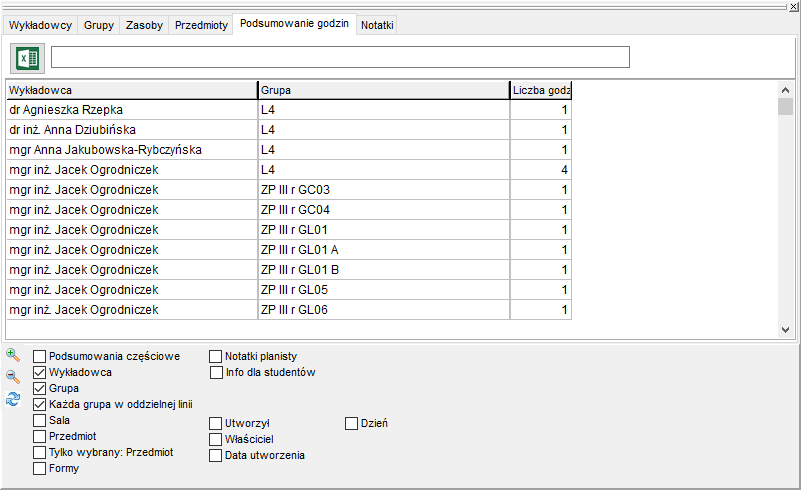 Wykładowcy Grupy Zasoby Przedmioty Podsumowanie godzin Notatki
Wykładowca Grupa Liczba godz
dr Agnieszka Rzepka L4 1
dr inż. Anna Dziubińska L4 1
mgr Anna Jakubowska-Rybczyńska L4 1
mgr inż. Jacek Ogrodniczek L4 4
mgr inż. Jacek Ogrodniczek ZP III r GC03 1
mgr inż. Jacek Ogrodniczek ZP III r GC04 1
mgr inż. Jacek Ogrodniczek ZP III r GL01 1
mgr inż. Jacek Ogrodniczek ZP III r GL01 A 1
mgr inż. Jacek Ogrodniczek ZP III r GL01 B 1
mgr inż. Jacek Ogrodniczek ZP III r GL05 1
mgr inż. Jacek Ogrodniczek ZP III r GL06 1
Podsumowania częściowe Notatki planisty
Wykładowca Info dla studentów
Grupa
Każda grupa w oddzielnej linii
Sala Utworzył Dzień
Przedmiot Właściciel
Tylko wybrany: Przedmiot Data utworzenia
Formy